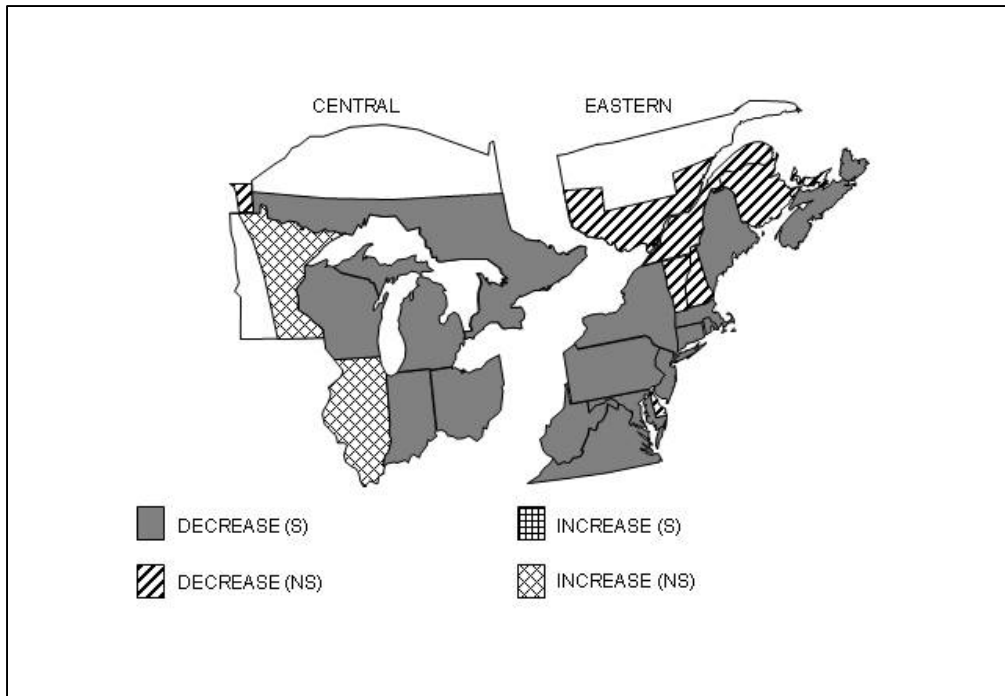 CENTRAL
EASTERN
DECREASE (S)
INCREASE (S)
DECREASE (NS)
INCREASE (NS)